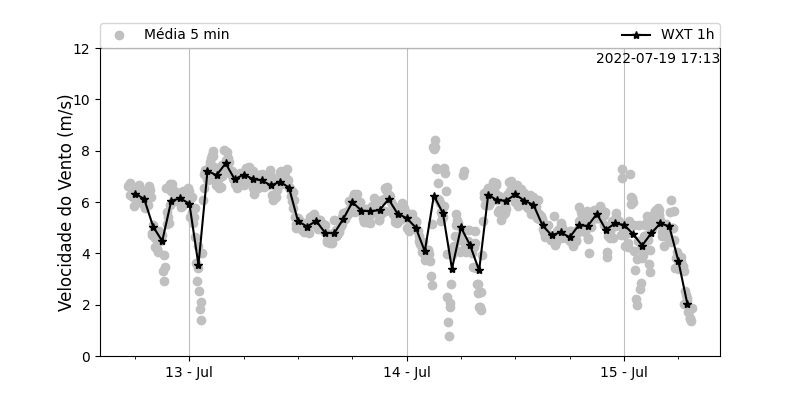 Média 5 min
WXT 1h
2022-07-19 17:13
Velocidade do Vento (m/s)
12
10
8
6
4
2
0
13 - Jul
14 - Jul
15 - Jul